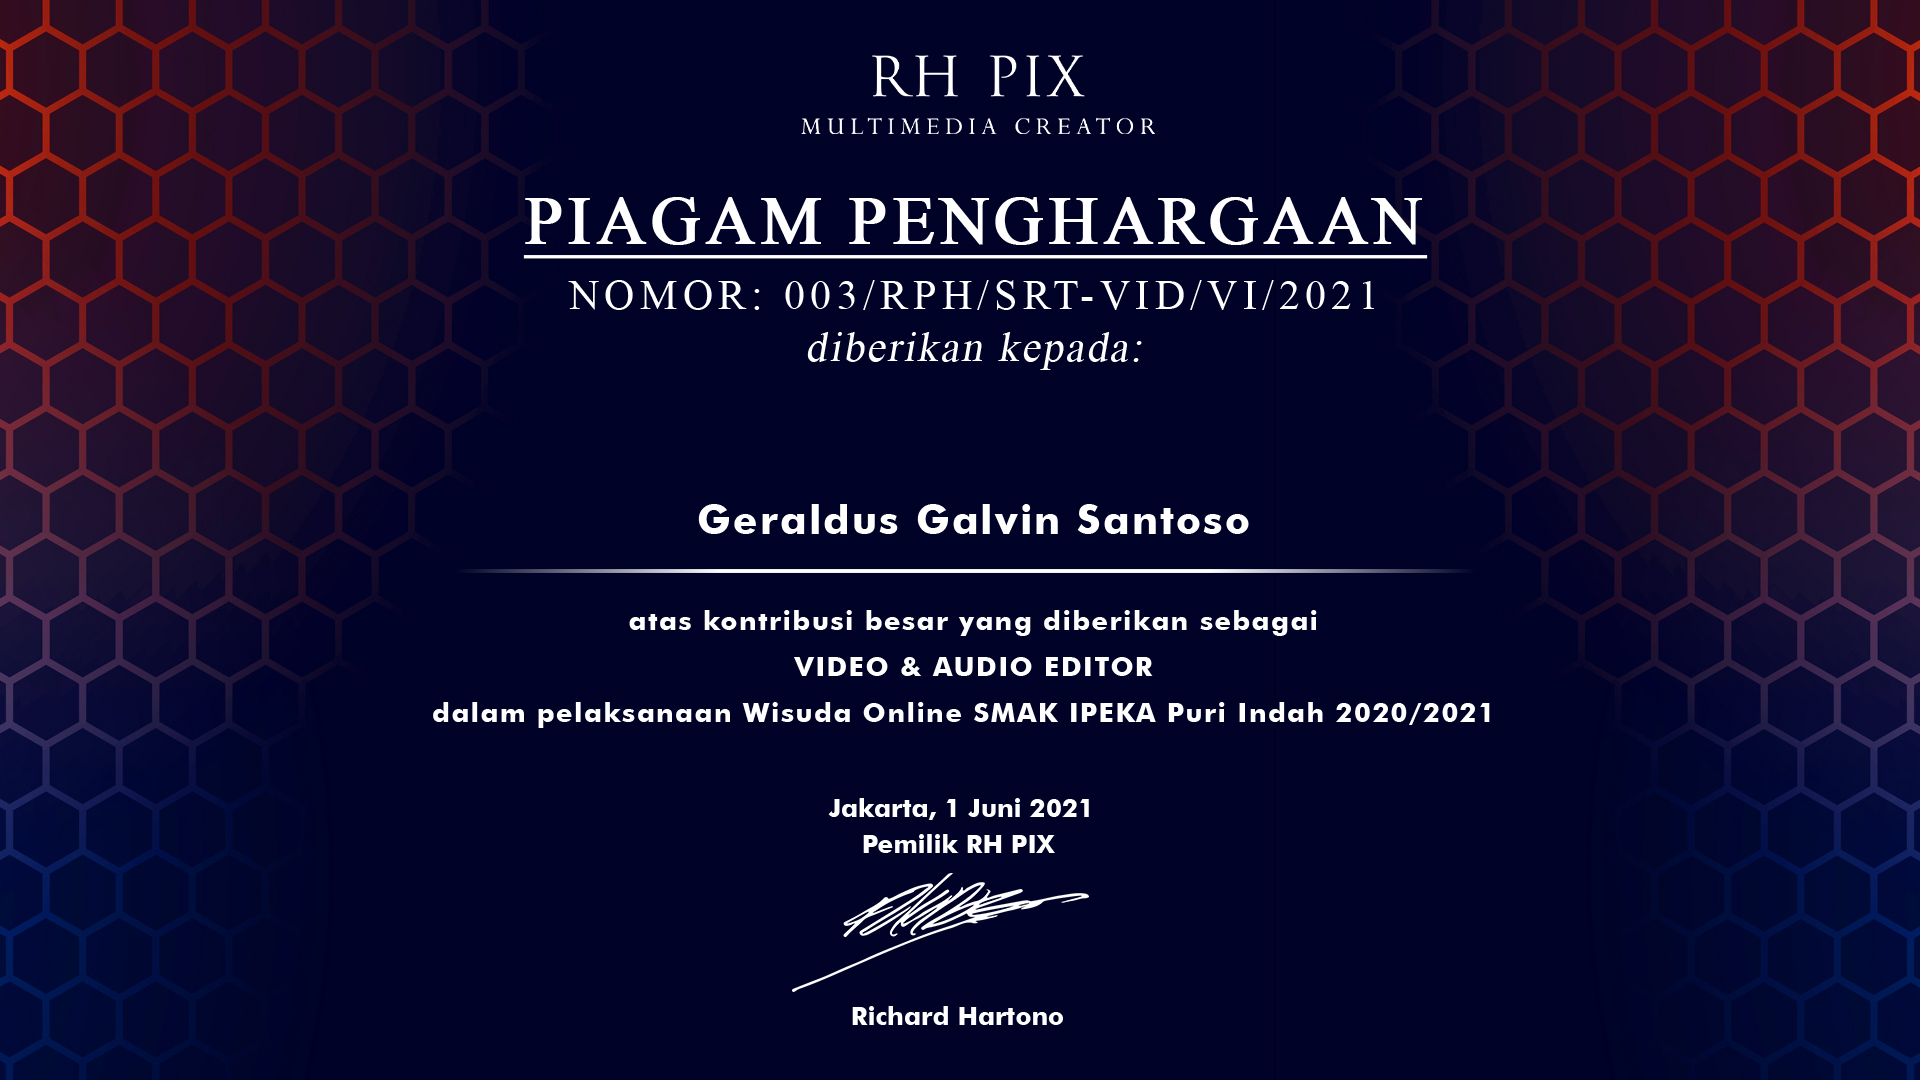 RH PIX
MULTIMEDIA CREATOR
PIAGAM PENGHARGAAN
NOMOR: 003/RPH/SRT-VID/VI/2021
diberikan kepada:
Geraldus Galvin Santoso
atas kontribusi besar yang diberikan sebagai
VIDEO & AUDIO EDITOR
dalam pelaksanaan Wisuda Online SMAK IPEKA Puri Indah 2020/2021
Jakarta, 1 Juni 2021
Pemilik RH PIX
Richard Hartono